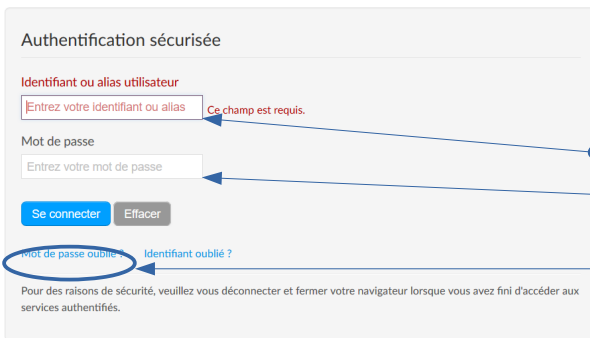 Authentification sécurisée
Identifiant ou alias utilisateur
Entrez votre identifiant ou alias Ce champ est requis.
Mot de passe
Entrez votre mot de passe
Se connecter Effacer
Mot de passe oublié ? Identifiant oublié ?
Pour des raisons de sécurité, veuillez vous déconnecter et fermer votre navigateur lorsque vous avez fini d'accéder aux
services authentifiés.